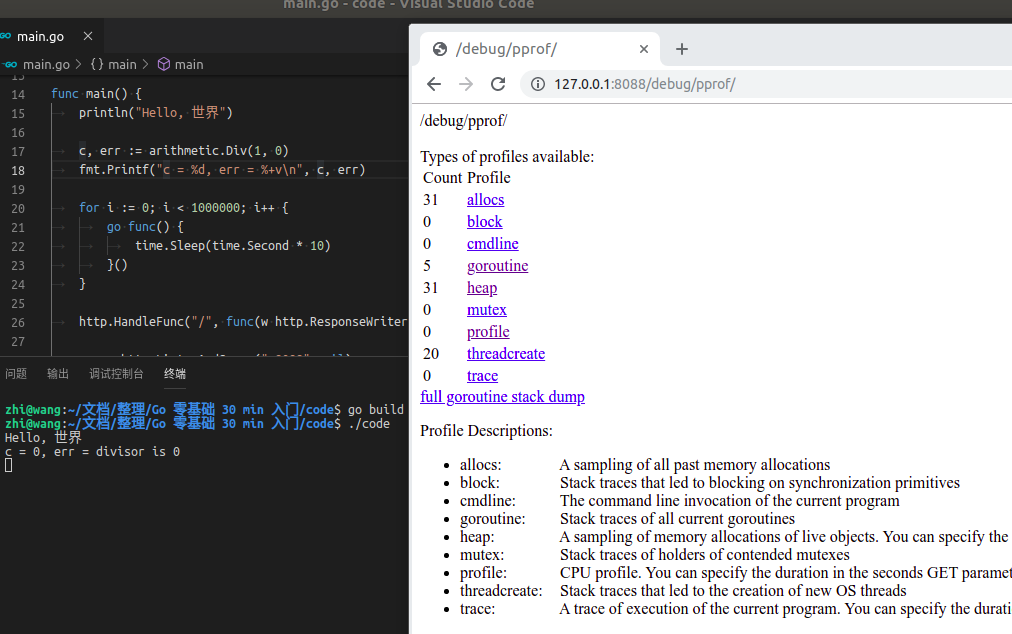 main.go - code - Visual Studio Code
main.go
main.go > {} main > main
14 func main() {
15 println("Hello, 世界")
16
17 c, err := arithmetic.Div(1, 0)
18 fmt.Printf("c = %d, err = %+v\n", c, err)
19
20 for i := 0; i < 1000000; i++ {
21 go func() {
22 time.Sleep(time.Second * 10)
23 }()
24 }
25
26 http.HandleFunc("/", func(w http.ResponseWriter
27
问题 输出 调试控制台 终端
zhi@wang:~/文档/整理/Go 零基础 30 min 入门/code$ go build
zhi@wang:~/文档/整理/Go 零基础 30 min 入门/code$ ./code
Hello, 世界
c = 0, err = divisor is 0
/debug/pprof/
127.0.0.1:8088/debug/pprof/
/debug/pprof/
Types of profiles available:
Count Profile
31 allocs
0 block
0 cmdline
5 goroutine
31 heap
0 mutex
0 profile
20 threadcreate
0 trace
full goroutine stack dump
Profile Descriptions:
allocs: A sampling of all past memory allocations
block: Stack traces that led to blocking on synchronization primitives
cmdline: The command line invocation of the current program
goroutine: Stack traces of all current goroutines
heap: A sampling of memory allocations of live objects. You can specify the
mutex: Stack traces of holders of contended mutexes
profile: CPU profile. You can specify the duration in the seconds GET paramet
threadcreate: Stack traces that led to the creation of new OS threads
trace: A trace of execution of the current program. You can specify the durati